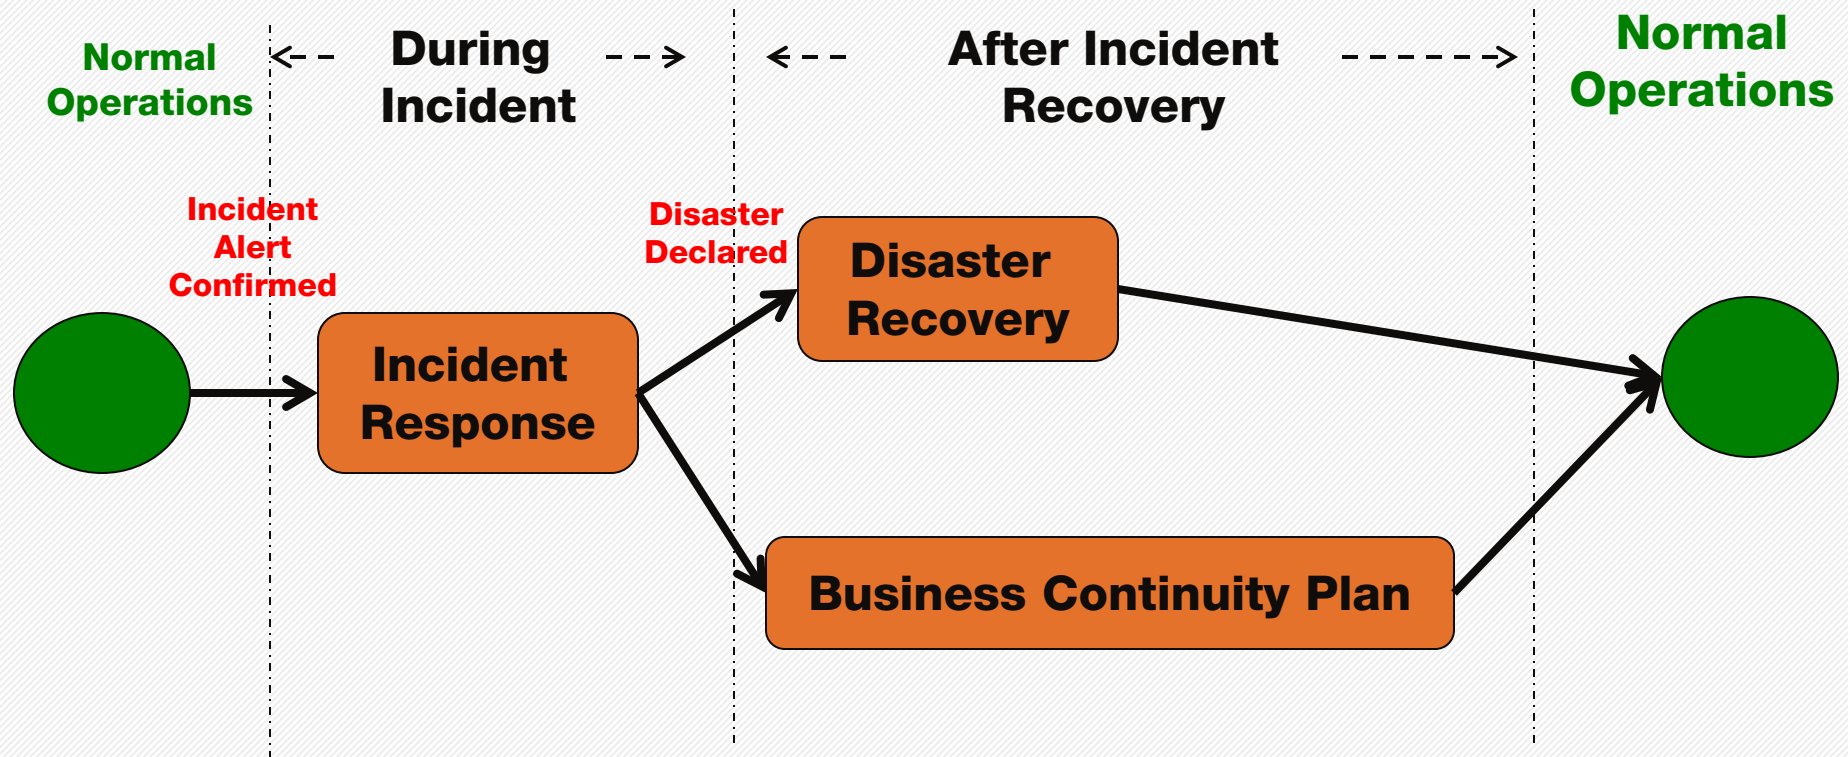 Normal
Operations
During
Incident
After Incident
Recovery
Normal
Operations
Incident
Alert
Confirmed
Disaster
Declared
Disaster
Recovery
Incident
Response
Business Continuity Plan